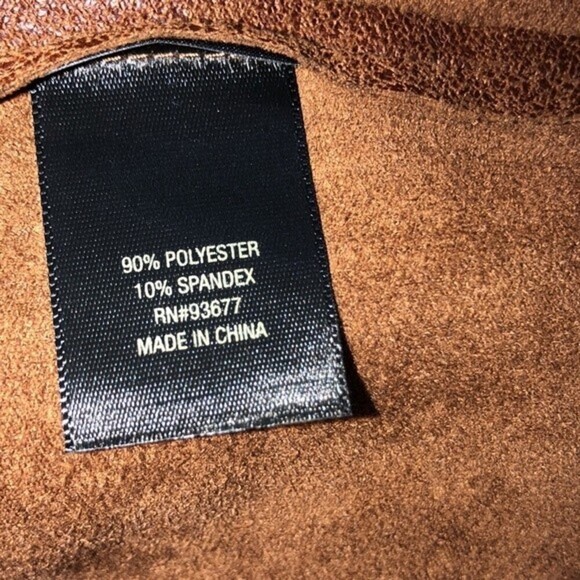 90% POLYESTER
10% SPANDEX
RN#93677
MADE IN CHINA